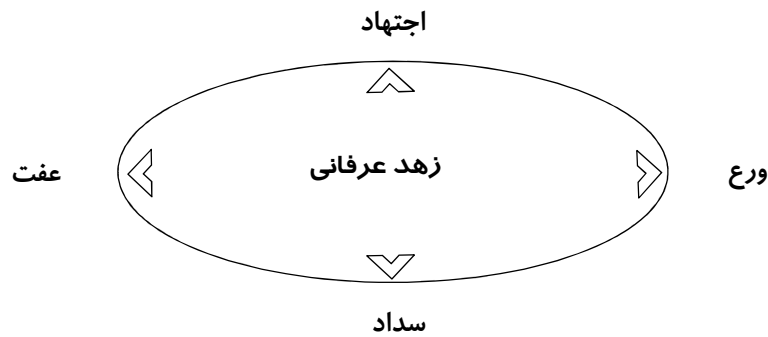 اجتهاد
ورع
زهد عرفانی
عفت
سداد